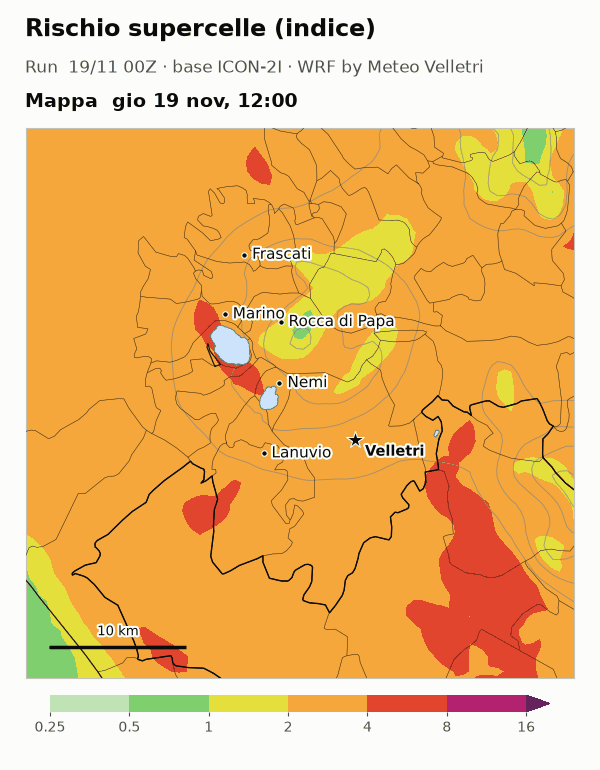 Rischio supercelle (indice)
Run  19/11 00Z · base ICON-2I · WRF by Meteo Velletri
Mappa  gio 19 nov, 12:00
Frascati
Marino
Rocca di Papa
Nemi
Velletri
Lanuvio
10 km
0.25 0.5 1 2 4 8 16